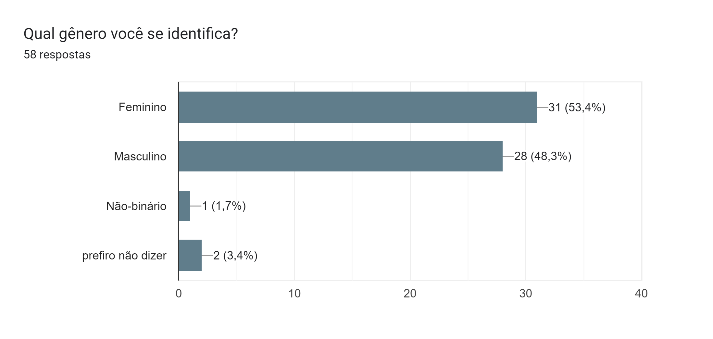 Qual gênero você se identifica?
58 respostas
Feminino
31 (53,4%)
Masculino
28 (48,3%)
Não-binário
1 (1,7%)
prefiro não dizer
2 (3,4%)
0 10 20 30 40